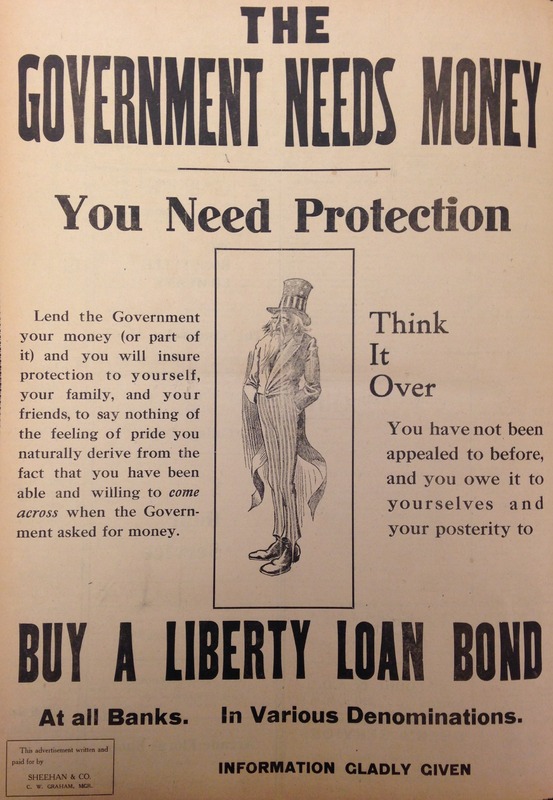 THE
GOVERNMENT NEEDS MONEY
You Need Protection
Lend the Government
your money (or part of
it) and you will insure
protection to yourself,
your family, and your
friends, to say nothing of
the feeling of pride you
naturally derive from the
fact that you have been
able and willing to come
across when the Govern-
ment asked for money.
Think
It
Over
You have not been
appealed to before,
and you owe it to
yourselves and
your posterity to
BUY A LIBERTY LOAN BOND
At all Banks. In Various Denominations.
This advertisement written and
paid for by
SHEEHAN & CO.
C. W. GRAHAM, MGR.
INFORMATION GLADLY GIVEN